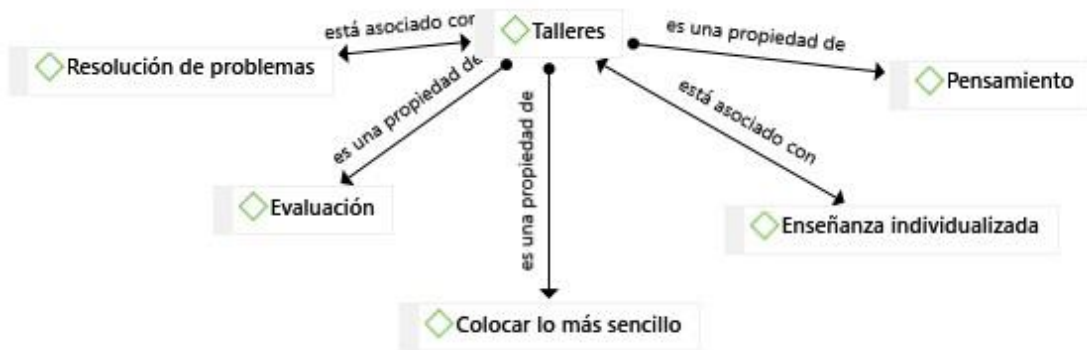 está asociado con
Talleres
es una propiedad de
Resolución de problemas
Pensamiento
es una propiedad de
es una propiedad de
está asociado con
Evaluación
Enseñanza individualizada
Colocar lo más sencillo